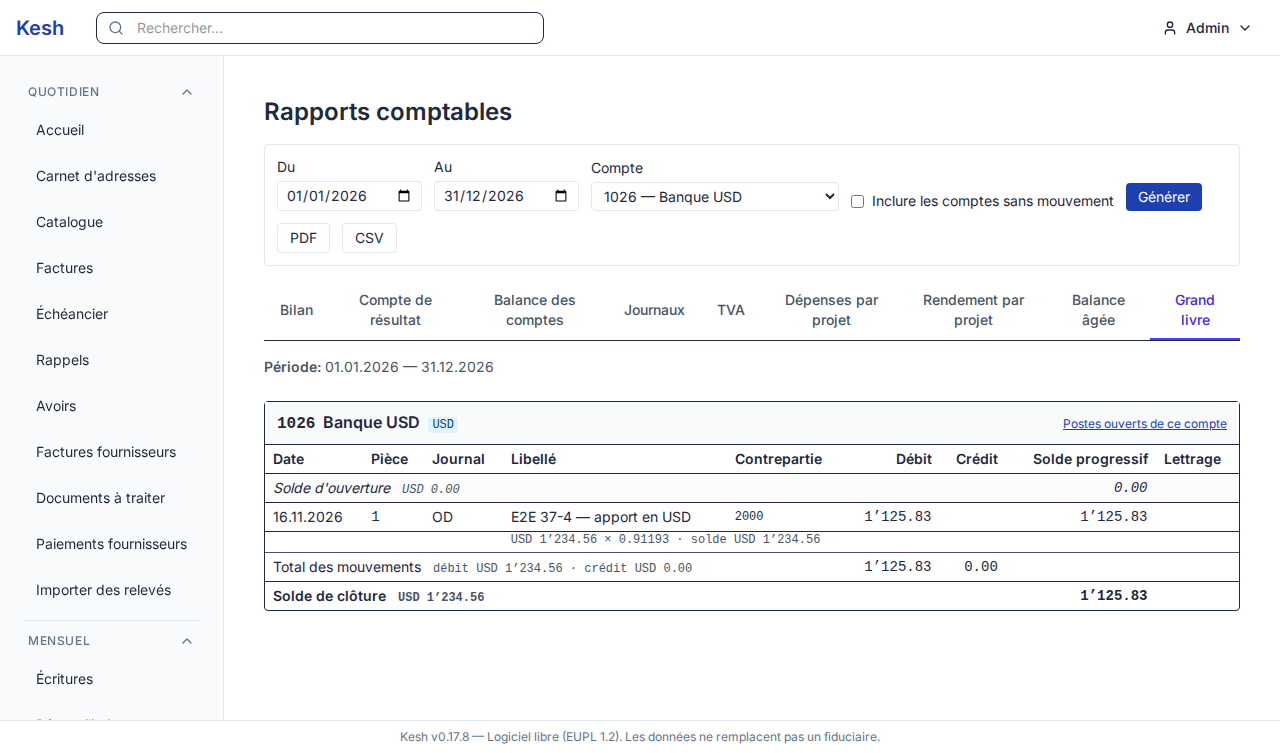 Kesh
Rechercher...
Admin
QUOTIDIEN
Accueil
Carnet d'adresses
Catalogue
Factures
Échéancier
Rappels
Avoirs
Factures fournisseurs
Documents à traiter
Paiements fournisseurs
Importer des relevés
MENSUEL
Écritures
Rapports comptables
Du
Au
Compte
01/01/2026
31/12/2026
1026 — Banque USD
Inclure les comptes sans mouvement
Générer
PDF
CSV
Bilan
Compte de
résultat
Balance des
comptes
Journaux
TVA
Dépenses par
projet
Rendement par
projet
Balance
âgée
Grand
livre
Période: 01.01.2026 — 31.12.2026
1026 Banque USD USD
Postes ouverts de ce compte
Date Pièce Journal Libellé Contrepartie Débit Crédit Solde progressif Lettrage
Solde d'ouverture USD 0.00 0.00
16.11.2026 1 OD E2E 37-4 — apport en USD 2000 1’125.83 1’125.83
USD 1’234.56 × 0.91193 · solde USD 1’234.56
Total des mouvements débit USD 1’234.56 · crédit USD 0.00 1’125.83 0.00
Solde de clôture USD 1’234.56 1’125.83
Kesh v0.17.8 — Logiciel libre (EUPL 1.2). Les données ne remplacent pas un fiduciaire.